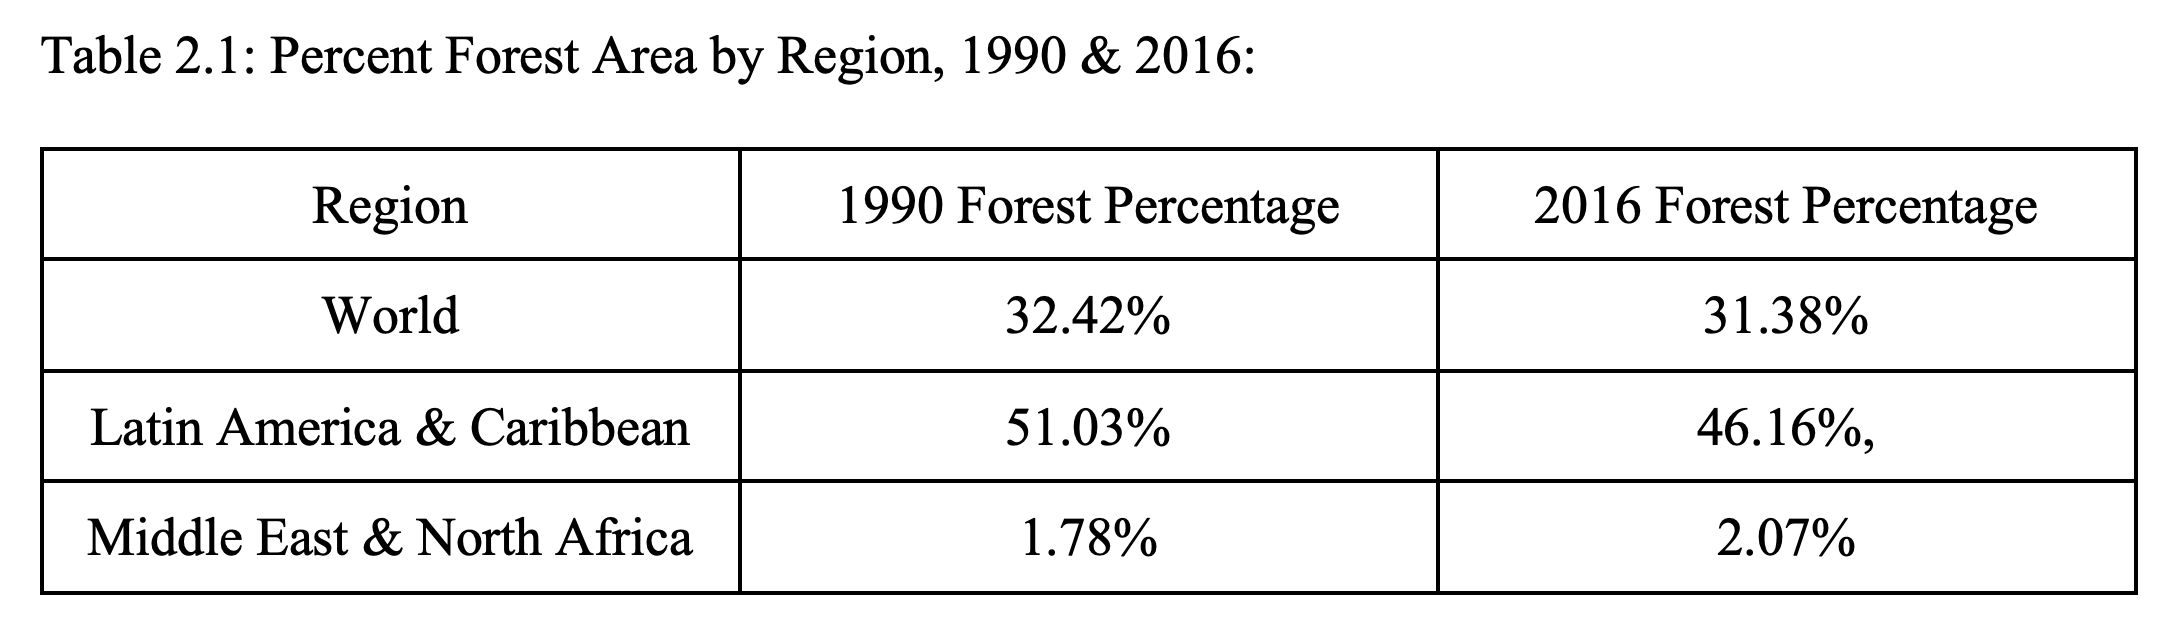 Table 2.1: Percent Forest Area by Region, 1990 & 2016:
Region 1990 Forest Percentage 2016 Forest Percentage
World 32.42% 31.38%
Latin America & Caribbean 51.03% 46.16%,
Middle East & North Africa 1.78% 2.07%